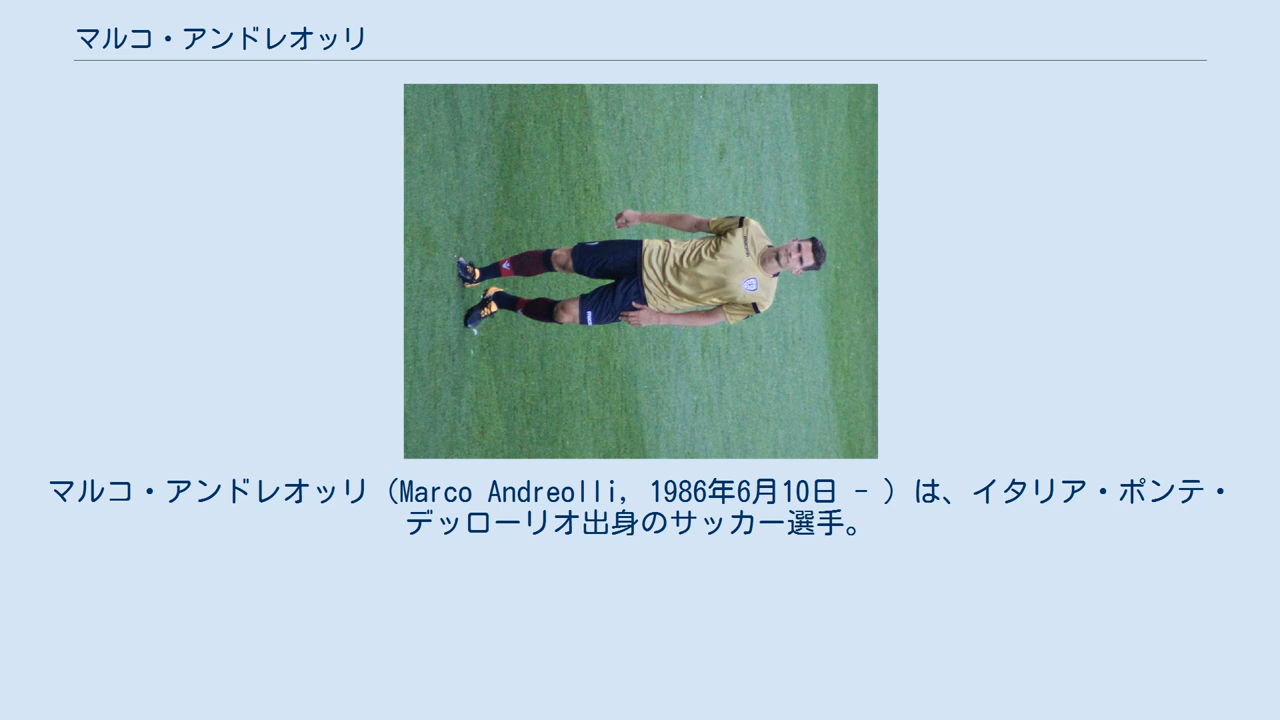 マルコ・アンドレオッリ
マルコ・アンドレオッリ（Marco Andreolli, 1986年6月10日 - ）は、イタリア・ポンテ・
デッローリオ出身のサッカー選手。